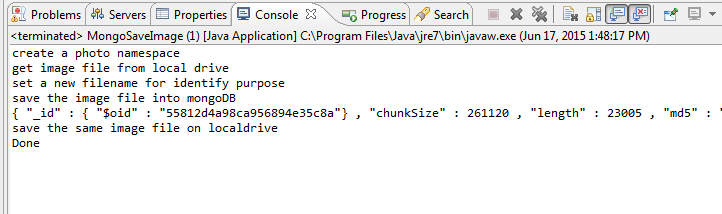 Problems Servers Properties Console Progress Search
<terminated> MongoSaveImage (1) [Java Application] C:\Program Files\Java\jre7\bin\javaw.exe (Jun 17, 2015 1:48:17 PM)
create a photo namespace
get image file from local drive
set a new filename for identify purpose
save the image file into mongoDB
{ "_id" : { "$oid" : "55812d4a98ca956894e35c8a"} , "chunkSize" : 261120 , "length" : 23005 , "md5" : "
save the same image file on localdrive
Done